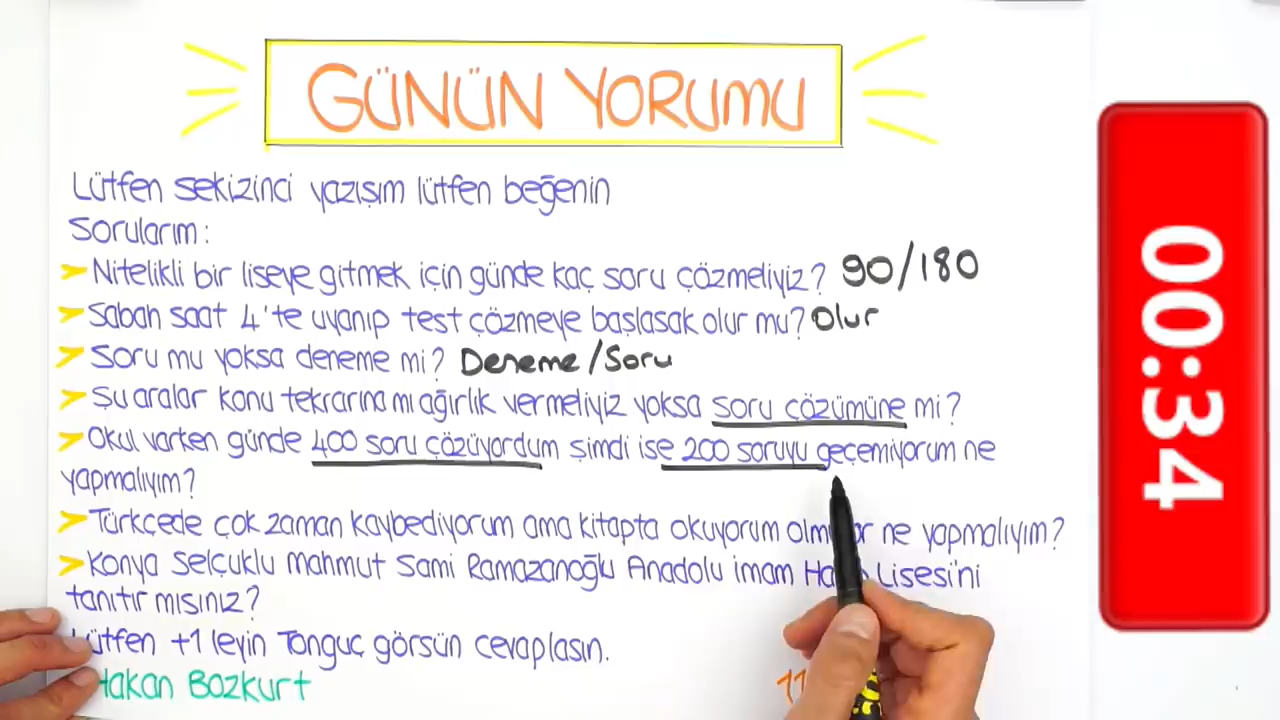 GÜNÜN YORUMU
Lütfen sekizinci yazışım lütfen beğenin
Sorularım:
➤ Nitelikli bir liseye gitmek için günde kaç soru çözmeliyiz? 90/180
➤ Sabah saat 4'te uyanıp test çözmeye başlasak olur mu? Olur
➤ Soru mu yoksa deneme mi? Deneme/Soru
➤ Şu aralar konu tekrarına mı ağırlık vermeliyiz yoksa soru çözümüne mi?
➤ Okul varken günde 400 soru çözüyordum şimdi ise 200 soruyu geçemiyorum ne
yapmalıyım?
➤ Türkçede çok zaman kaybediyorum ama kitapta okuyorum ne yapmalıyım?
➤ Konya Selçuklu Mahmut Sami Ramazanoğlu Anadolu İmam Lisesi'ni
tanıtır mısınız?
Lütfen +1 leyin Tonguç görsün cevaplasın.
Hakan Bozkurt
00:34